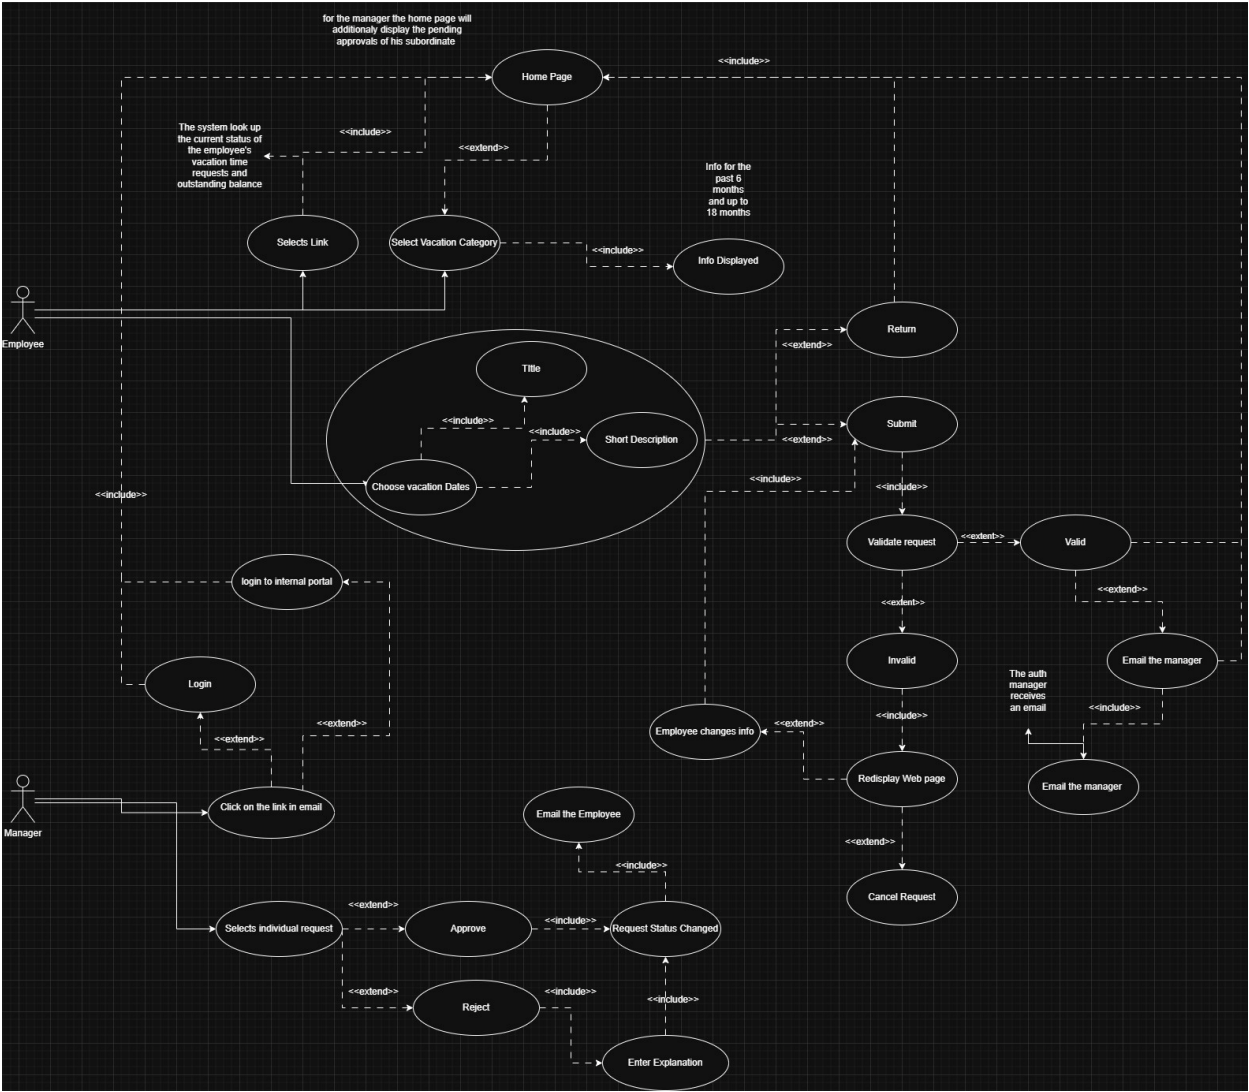 for the manager the home page will
additionaly display the pending
approvals of his subordinate
Home Page
<<include>>
The system look up
the current status of
the employee's
vacation time
requests and
outstanding balance
<<include>>
<<extend>>
Info for the
past 6
months
and up to
18 months
Selects Link
Select Vacation Category
<<include>>
Info Displayed
Employee
Return
<<extend>>
TItle
<<include>>
<<include>>
Short Description
Submit
<<extend>>
Choose vacation Dates
<<include>>
<<include>>
<<include>>
Validate request
<<extent>>
Valid
login to internal portal
<<extend>>
<<extent>>
Invalid
Email the manager
Login
The auth
manager
receives
an email
<<include>>
<<include>>
<<extend>>
<<extend>>
Employee changes info
<<extend>>
Redisplay Web page
Email the manager
Manager
Click on the link in email
Email the Employee
<<extend>>
<<include>>
Cancel Request
Selects individual request
<<extend>>
Approve
<<include>>
Request Status Changed
<<extend>>
Reject
<<include>>
<<include>>
Enter Explanation